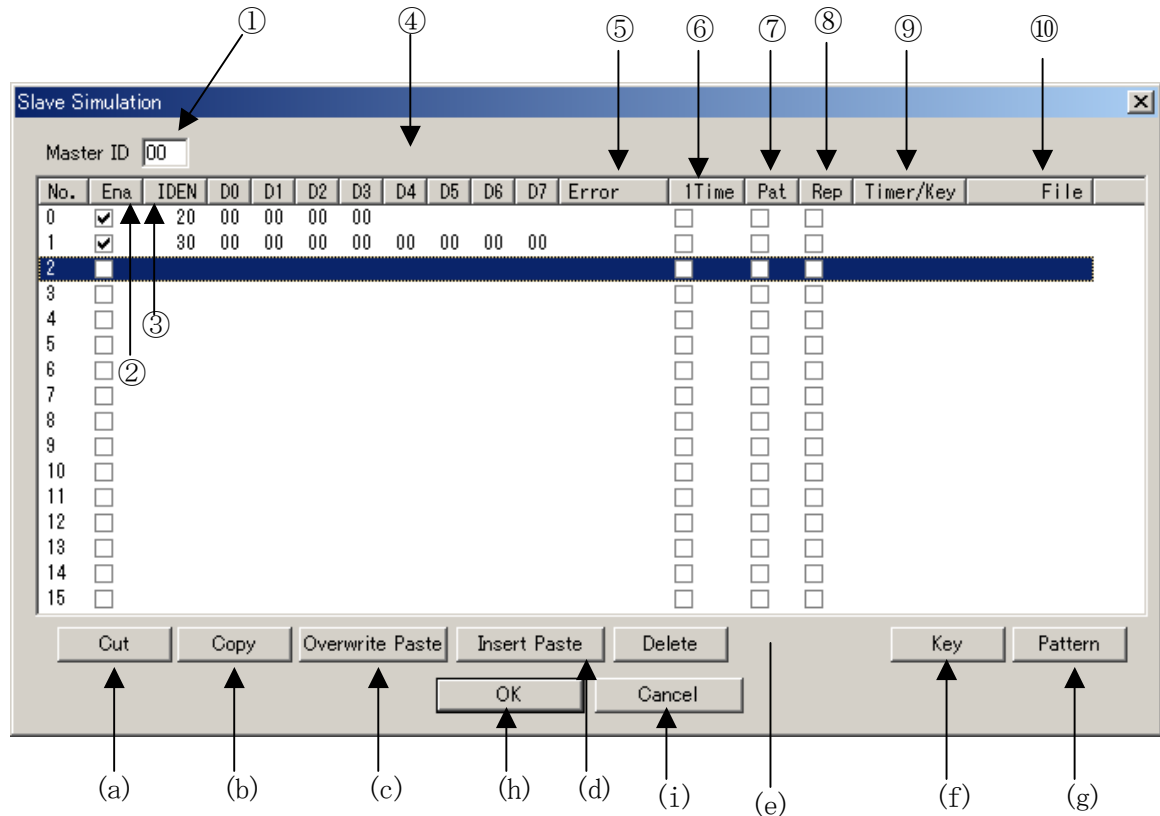 ① ④ ⑤ ⑥ ⑦ ⑧ ⑨ ⑩
Slave Simulation
Master ID 00
No. Ena IDEN D0 D1 D2 D3 D4 D5 D6 D7 Error 1Time Pat Rep Timer/Key File
0 20 00 00 00 00
1 30 00 00 00 00 00 00 00 00
2
3
4 ③
5
6 ②
7
8
9
10
11
12
13
14
15
Cut Copy Overwrite Paste Insert Paste Delete Key Pattern
OK Cancel
(a) (b) (c) (h) (d) (i) (e) (f) (g)